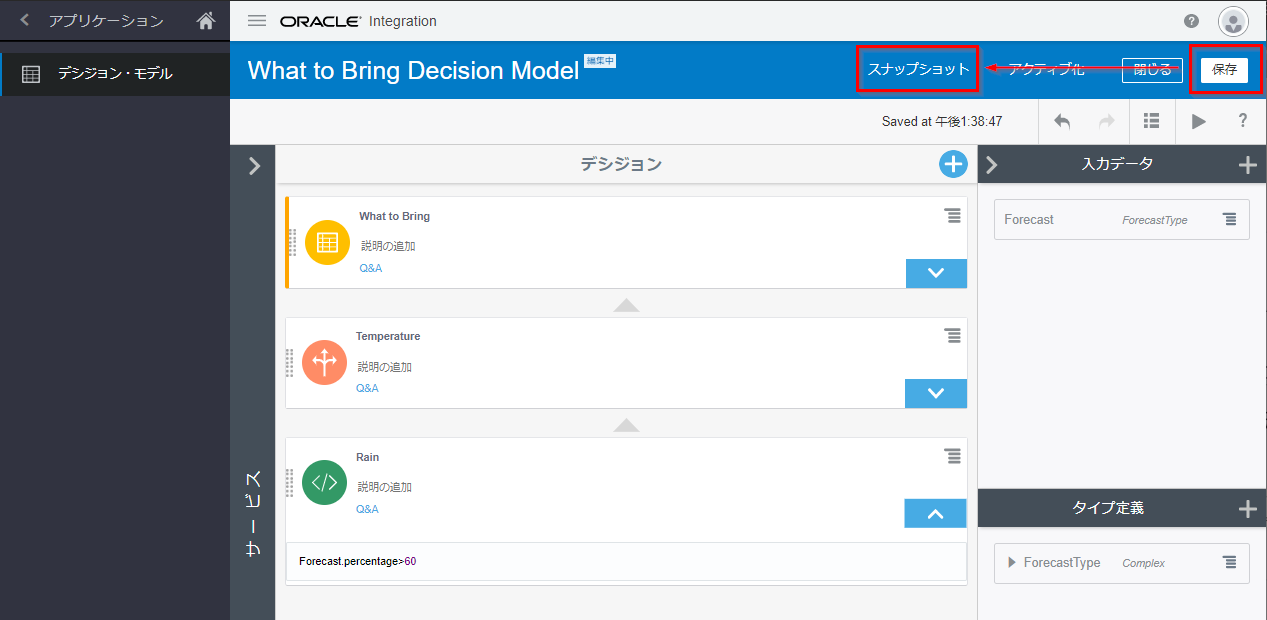 アプリケーション
ORACLE® Integration
?
デシジョン・モデル
What to Bring Decision Model 編集中
スナップショット アクティブ化 閉じる 保存
Saved at 午後1:38:47
?
サービス
デシジョン
What to Bring
説明の追加
Q&A
Temperature
説明の追加
Q&A
Rain
説明の追加
Q&A
Forecast.percentage>60
入力データ
Forecast ForecastType
タイプ定義
ForecastType Complex